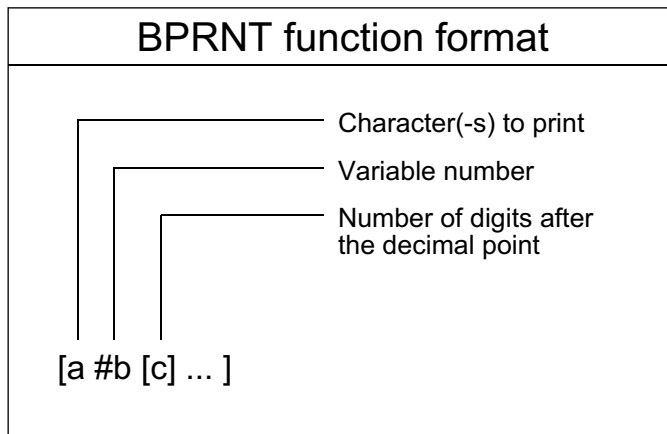 BPRNT function format
Character(-s) to print
Variable number
Number of digits after
the decimal point
[a #b [c] ... ]